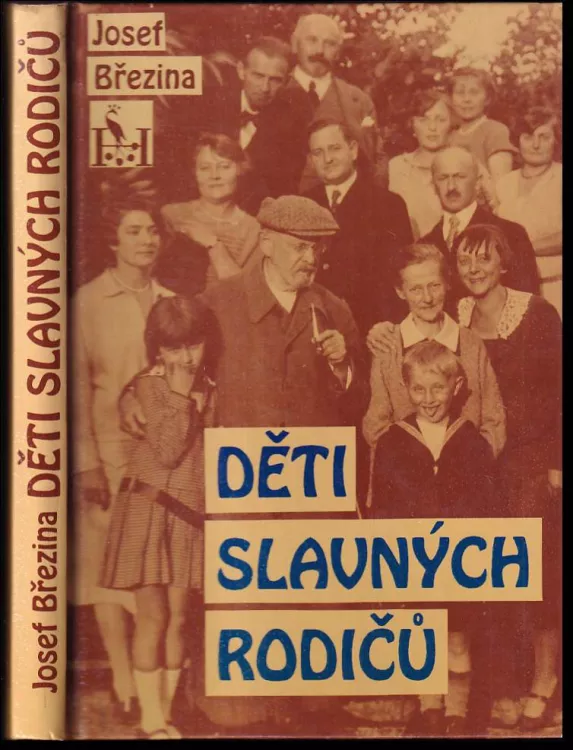 Josef Březina DĚTI SLAVNÝCH RODIČŮ
Josef
Březina
H
DĚTI
SLAVNÝCH
RODIČŮ